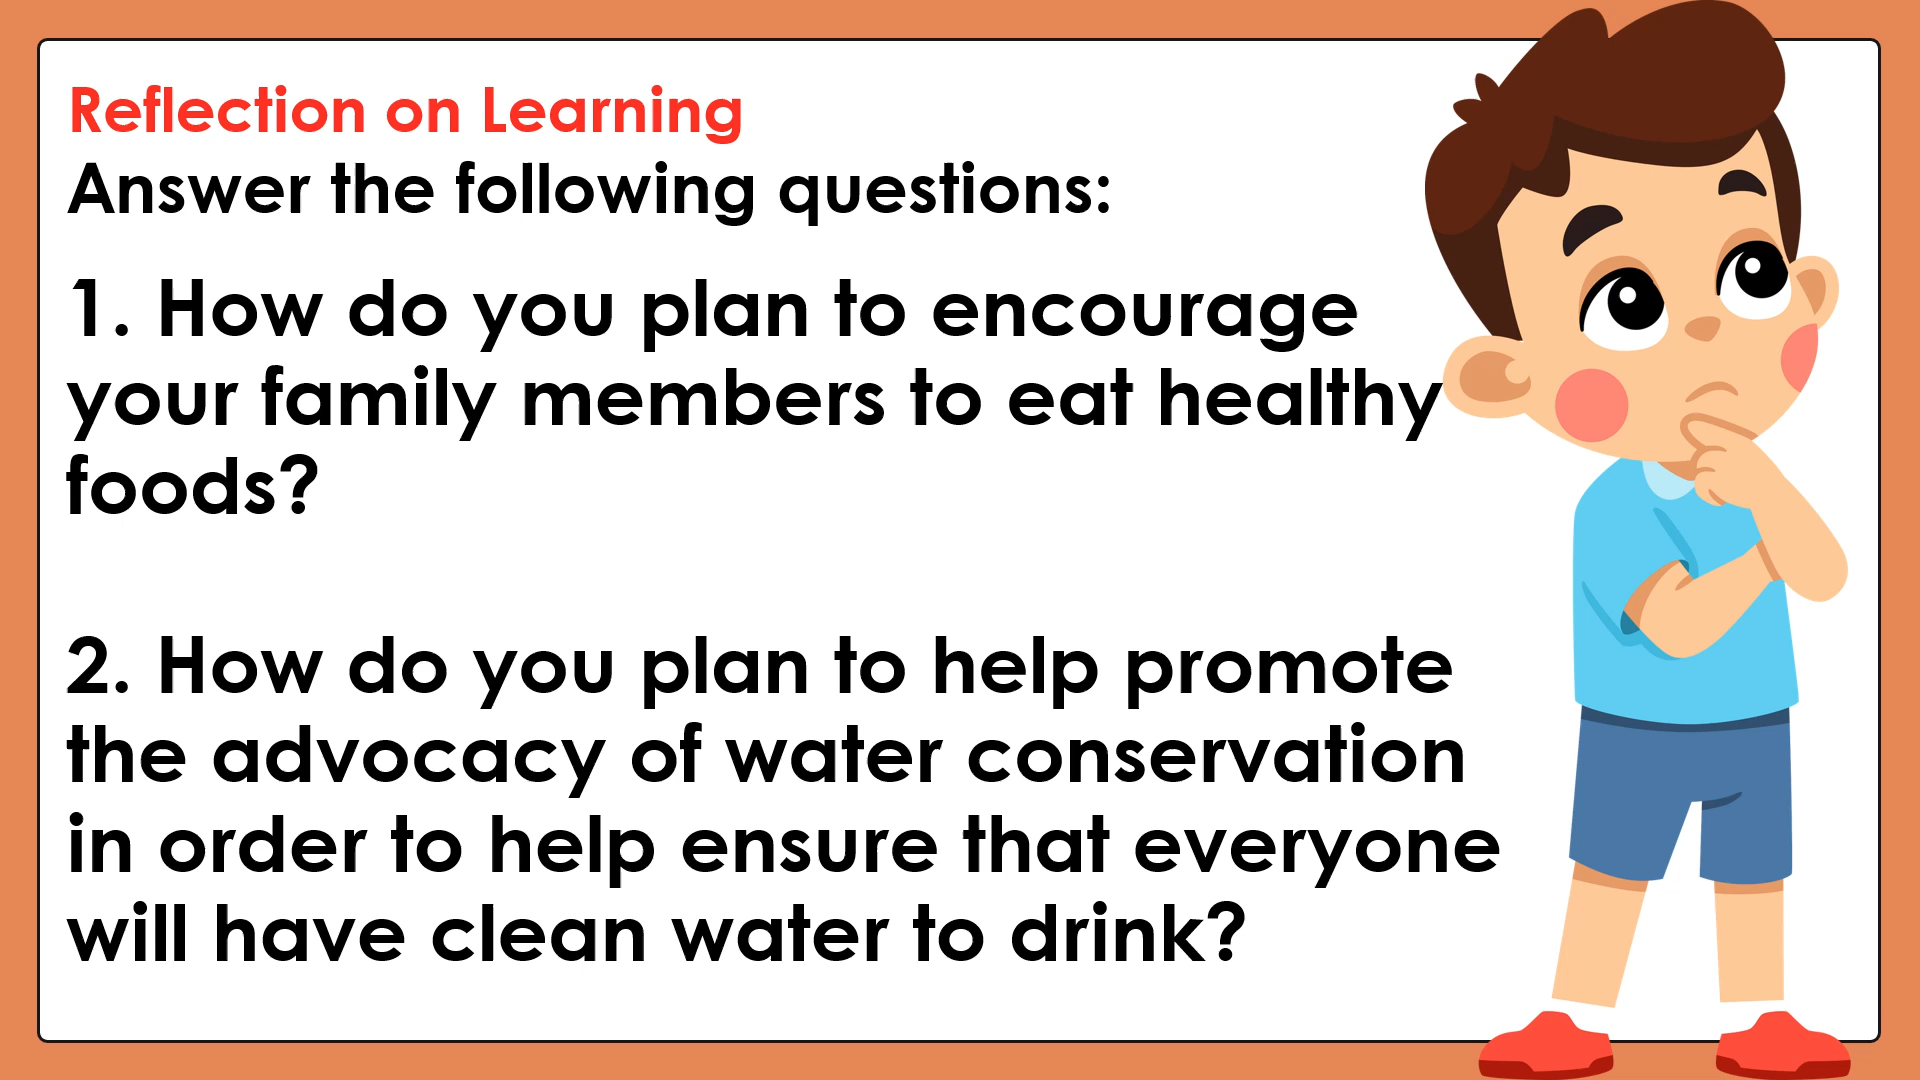 Reflection on Learning
Answer the following questions:
1. How do you plan to encourage
your family members to eat healthy
foods?
2. How do you plan to help promote
the advocacy of water conservation
in order to help ensure that everyone
will have clean water to drink?